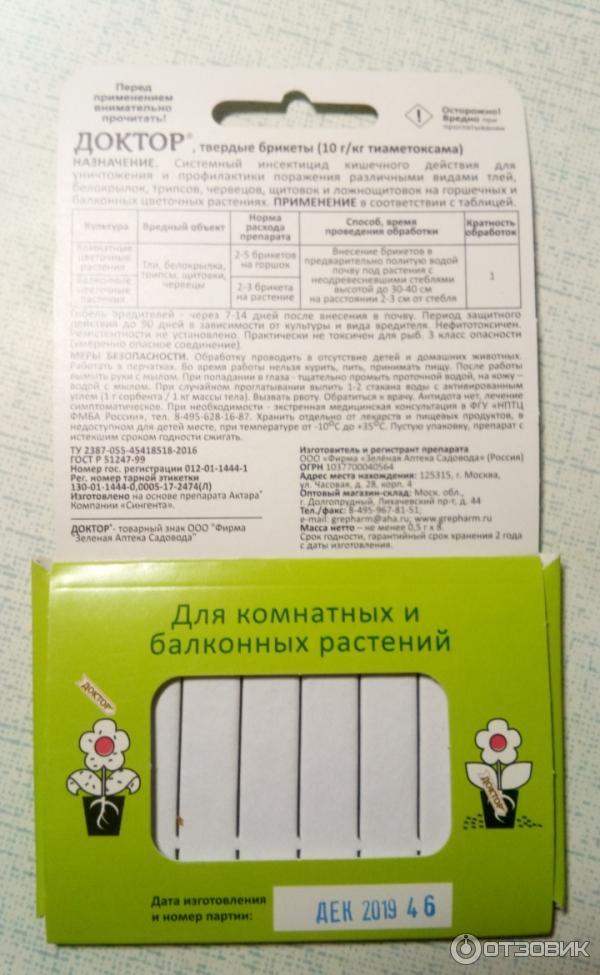 Перед
применением
внимательно
прочитать!
Осторожно!
Вредно при
проглатывании
ДОКТОР®, твердые брикеты (10 г/кг тиаметоксама)
НАЗНАЧЕНИЕ. Системный инсектицид кишечного действия для
уничтожения и профилактики поражения различными видами тлей,
белокрылок, трипсов, червецов, щитовок и ложнощитовок на горшечных и
балконных цветочных растениях. ПРИМЕНЕНИЕ в соответствии с таблицей.
Культура
Вредный объект
Норма
расхода
препарата
Способ, время
проведения обработки
Кратность
обработок
Комнатные
цветочные
растения
Балконные
цветочные
растения
Тли, белокрылка,
трипсы, щитовки,
червецы
2-5 брикетов
на горшок
2-3 брикета
на растение
Внесение брикетов в
предварительно политую водой
почву под растения с
неодревесневшими стеблями
высотой до 30-40 см
на расстоянии 2-3 см от стебля
1
Гибель вредителей - через 7-14 дней после внесения в почву. Период защитного
действия до 90 дней в зависимости от культуры и вида вредителя. Нефитотоксичен.
Резистентности не установлено. Практически не токсичен для рыб. 3 класс опасности
(умеренно опасное соединение).
МЕРЫ БЕЗОПАСНОСТИ. Обработку проводить в отсутствие детей и домашних животных.
Работать в перчатках. Во время работы нельзя курить, пить, принимать пищу. После работы
вымыть руки с мылом. При попадании в глаза - тщательно промыть проточной водой, на кожу –
водой с мылом. При случайном проглатывании выпить 1-2 стакана воды с активированным
углем (1 г сорбента / 1 кг массы тела). Вызвать рвоту. Обратиться к врачу. Антидота нет, лечение
симптоматическое. При необходимости - экстренная медицинская консультация в ФГУ «НПТЦ
ФМБА России», тел. 8-495-628-16-87. Хранить отдельно от лекарств и пищевых продуктов, в
недоступном для детей месте, при температуре от -10°С до +35°С. Пустую упаковку, препарат с
истекшим сроком годности сжигать.
ТУ 2387-055-45418518-2016
ГОСТ Р 51247-99
Номер гос. регистрации 012-01-1444-1
Рег. номер тарной этикетки
130-01-1444-0,0005-17-2474(Л)
Изготовлено на основе препарата Актара®
Компании «Сингента».
ДОКТОР®- товарный знак ООО "Фирма
"Зеленая Аптека Садовода"
Изготовитель и регистрант препарата
ООО «Фирма «Зелёная Аптека Садовода» (Россия)
ОГРН 1037700040564
Адрес места нахождения: 125315, г. Москва,
ул. Часовая, д. 28, корп. 4
Оптовый магазин-склад: Моск. обл.,
г. Долгопрудный, Лихачевский пр-т, д. 44
Тел./факс: 8-495-967-81-51,
e-mail: grepharm@aha.ru, www.grepharm.ru
Масса нетто – не менее 0,5 г х 8.
Срок годности, гарантийный срок хранения 2 года
с даты изготовления.
Для комнатных и
балконных растений
ДОКТОР®
ДОКТОР®
Дата изготовления
и номер партии:
ДЕК 2019 46
ОТЗОВИК